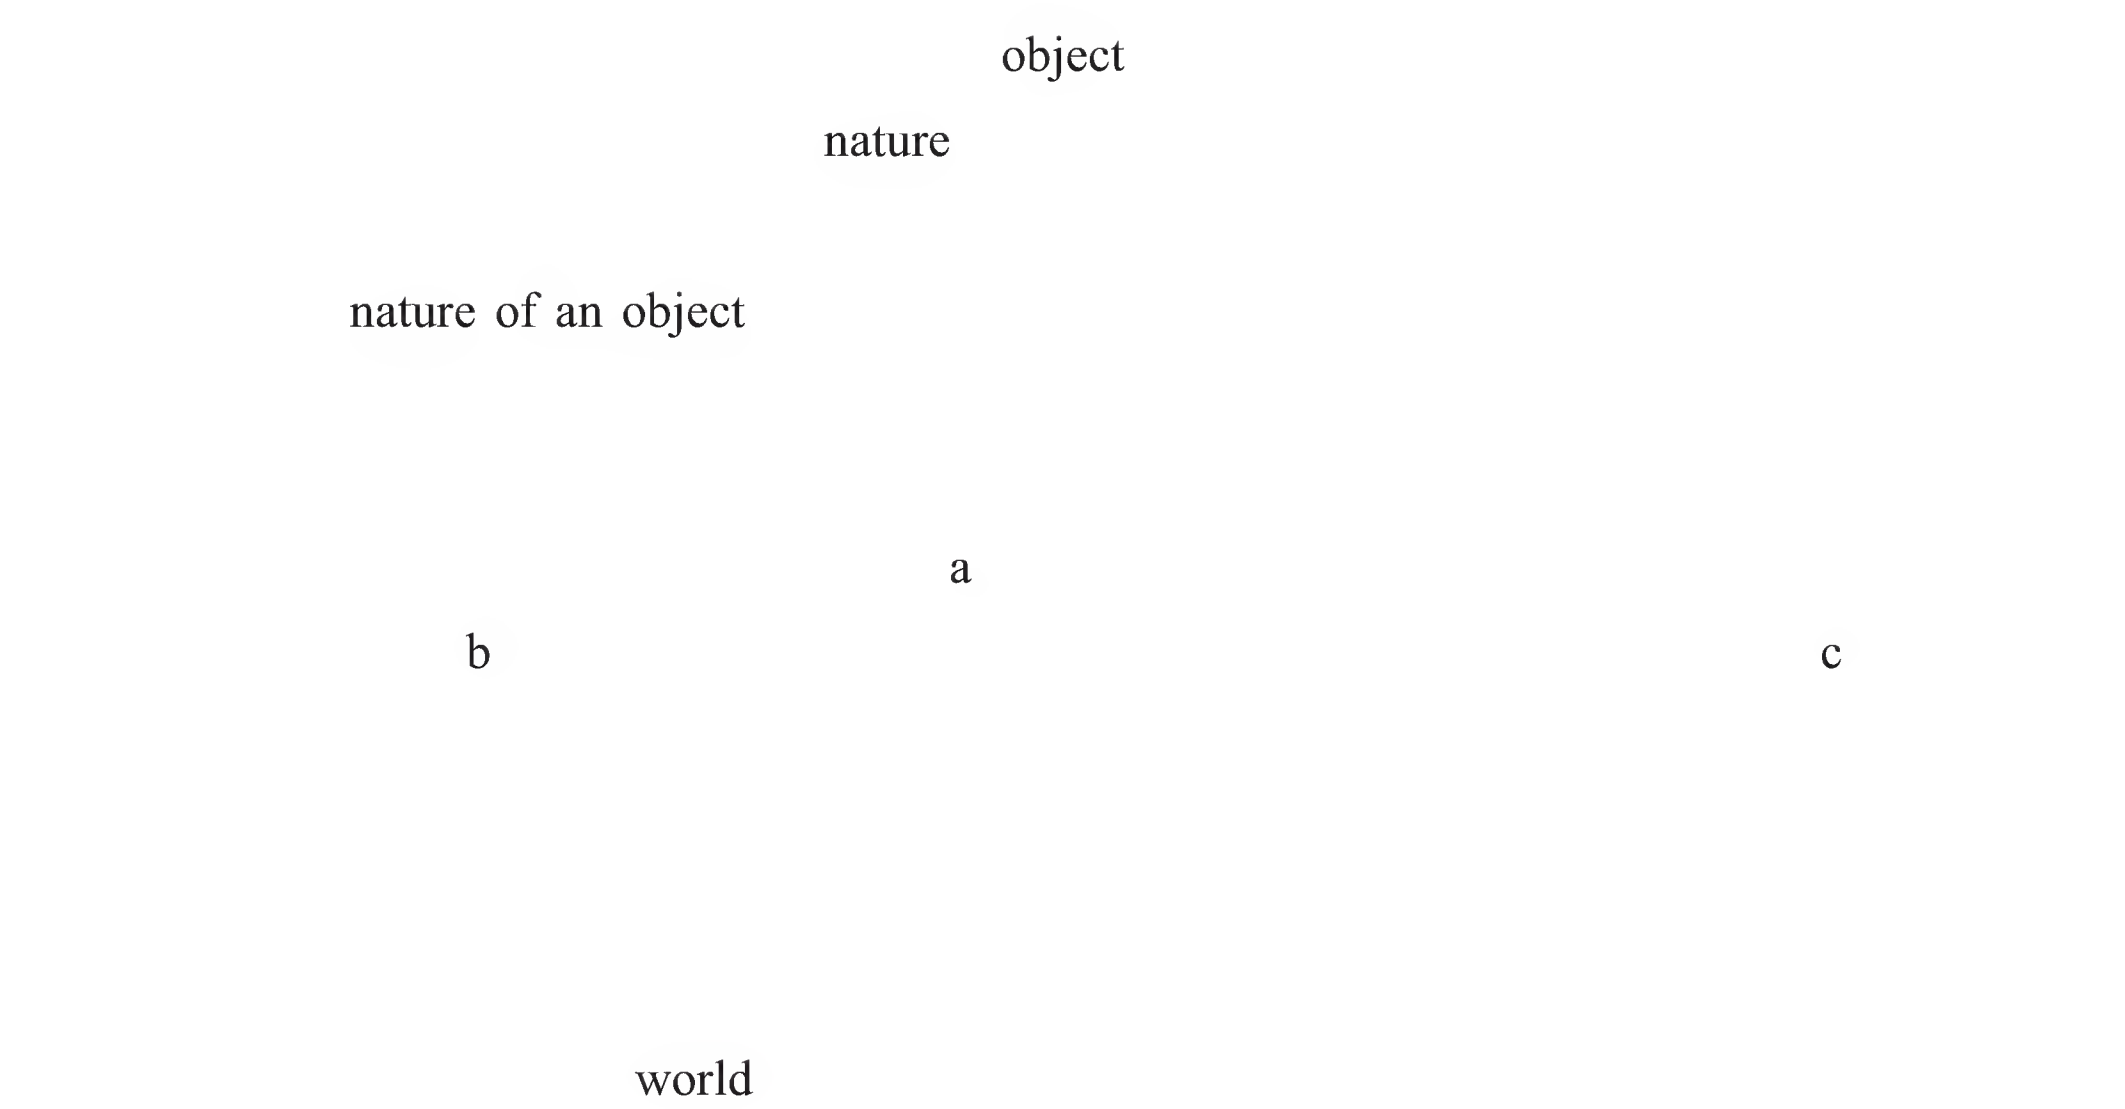 object
nature
nature of an object
a
b c
world